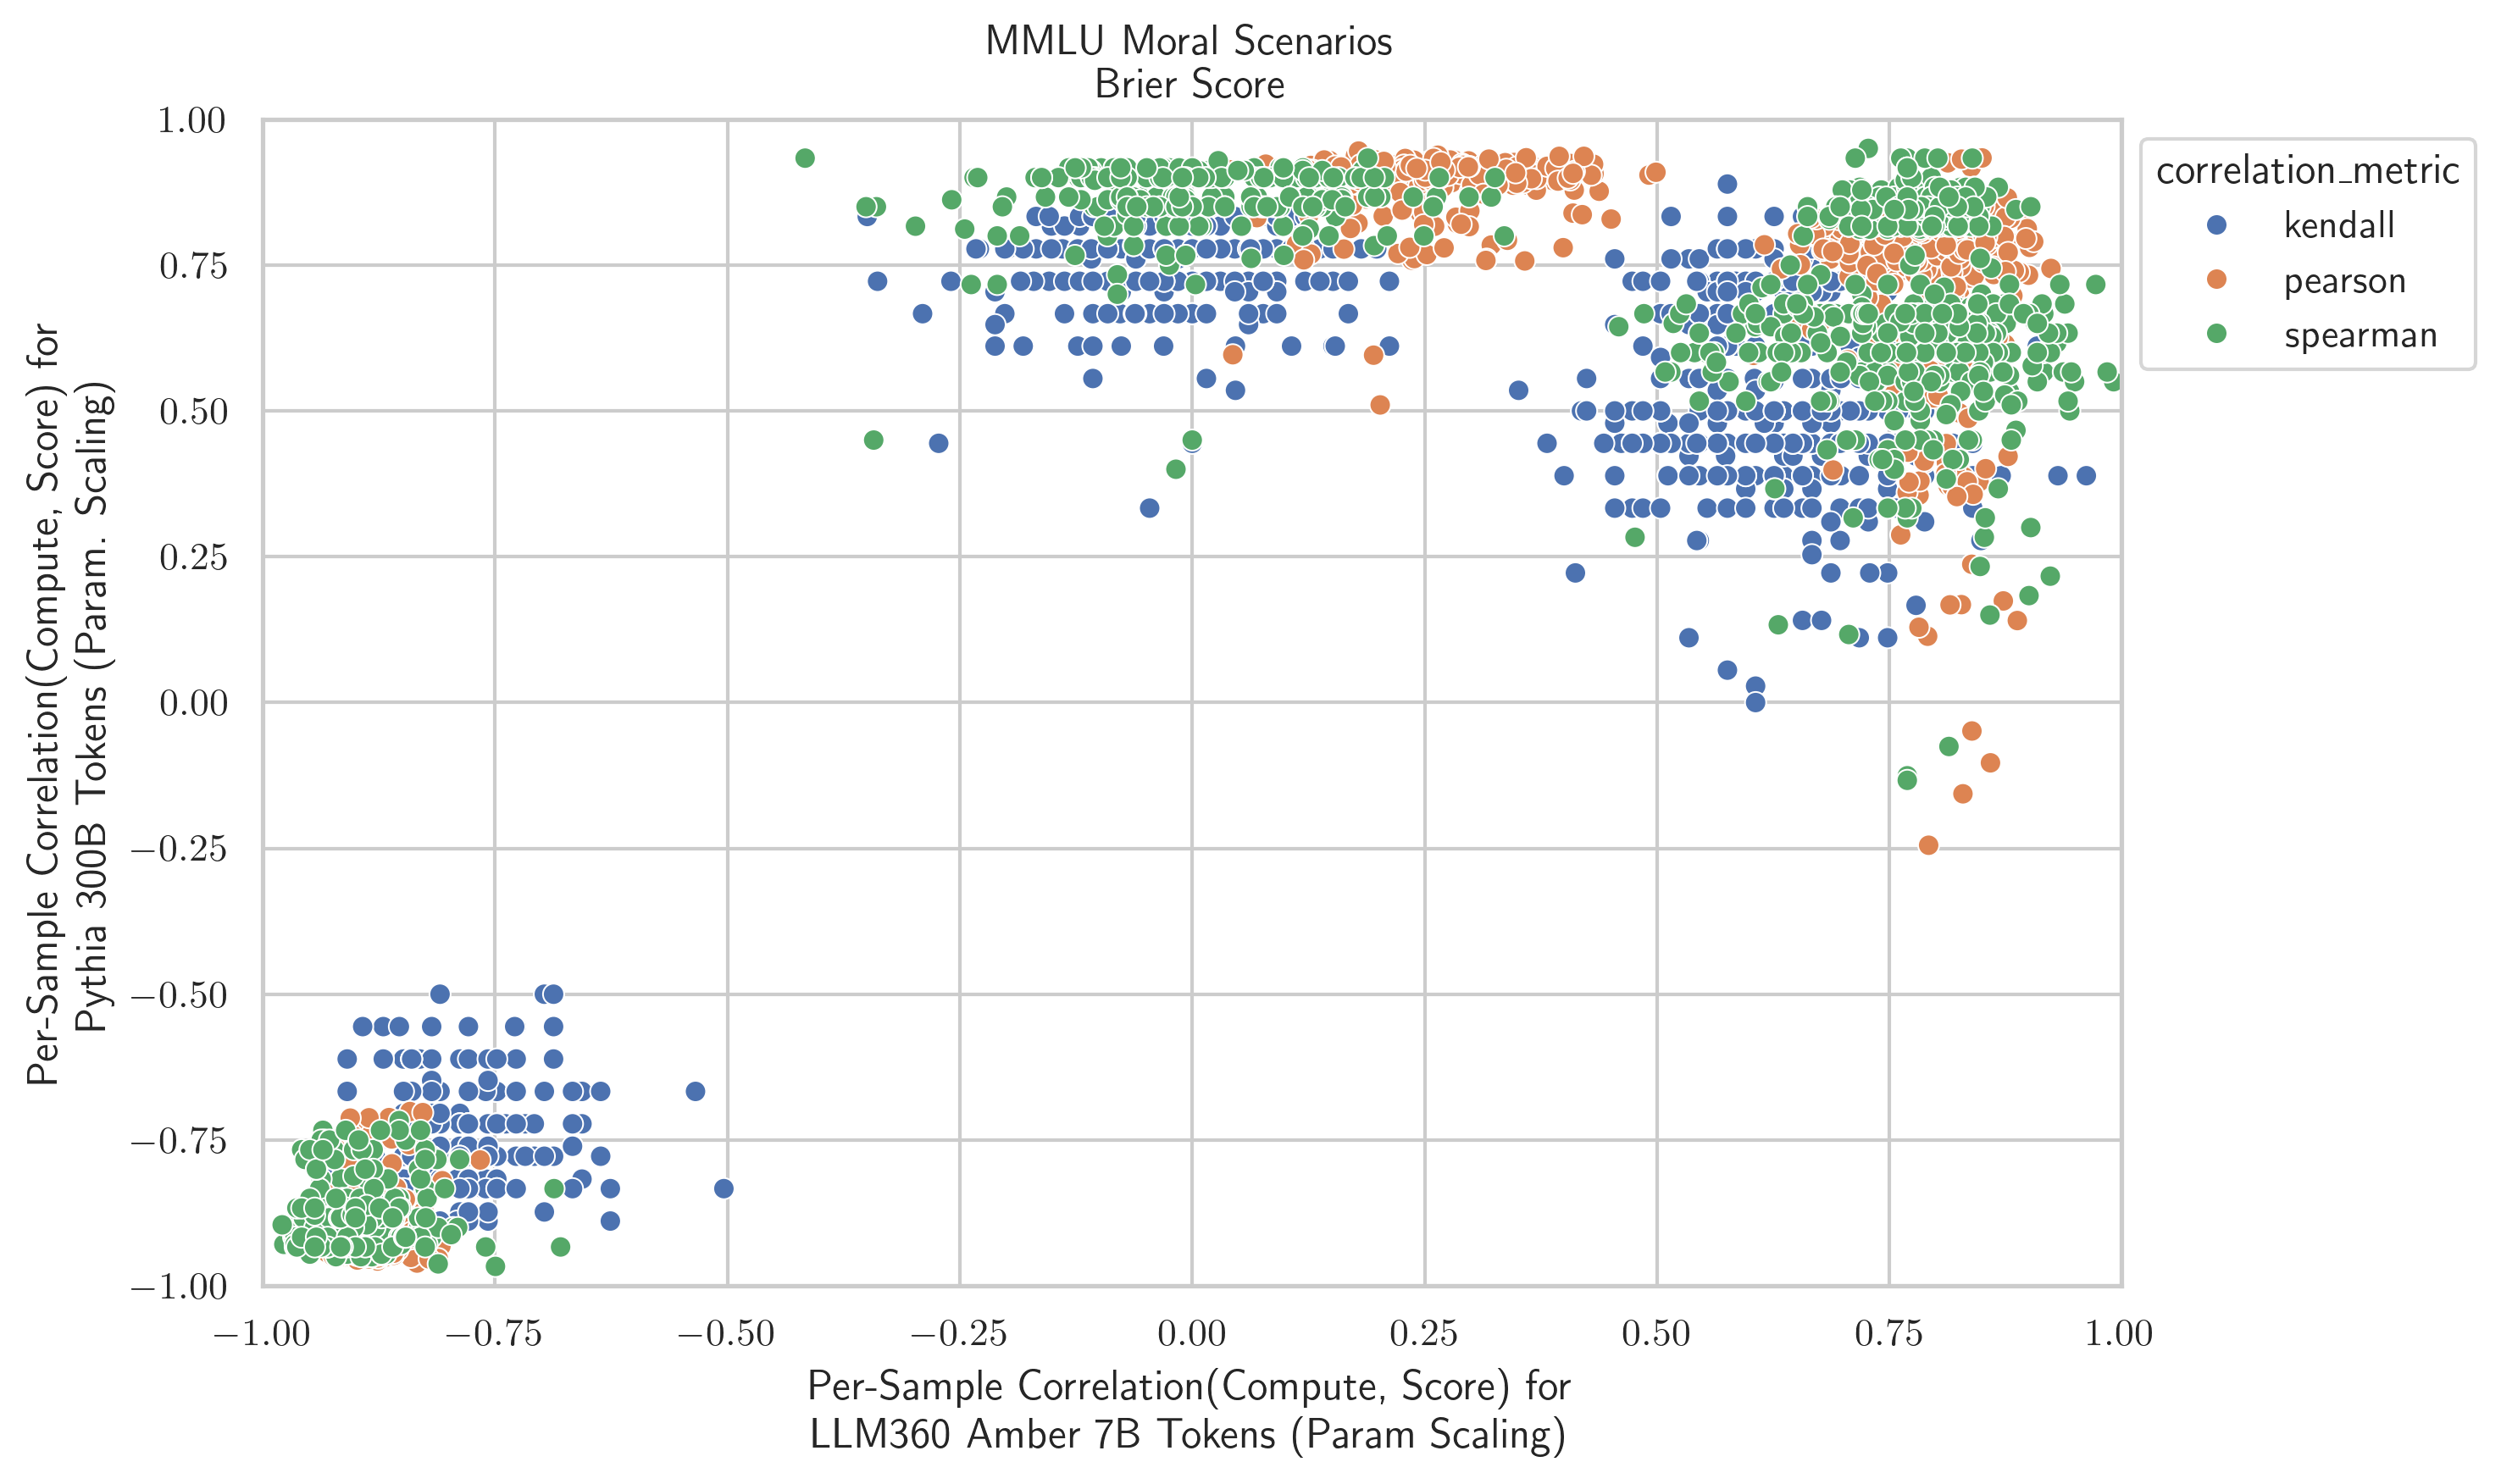 MMLU Moral Scenarios
Brier Score
Per-Sample Correlation(Compute, Score) for
Pythia 300B Tokens (Param. Scaling)
1.00
0.75
0.50
0.25
0.00
−0.25
−0.50
−0.75
−1.00
−1.00
−0.75
−0.50
−0.25
0.00
0.25
0.50
0.75
1.00
Per-Sample Correlation(Compute, Score) for
LLM360 Amber 7B Tokens (Param Scaling)
correlation_metric
kendall
pearson
spearman